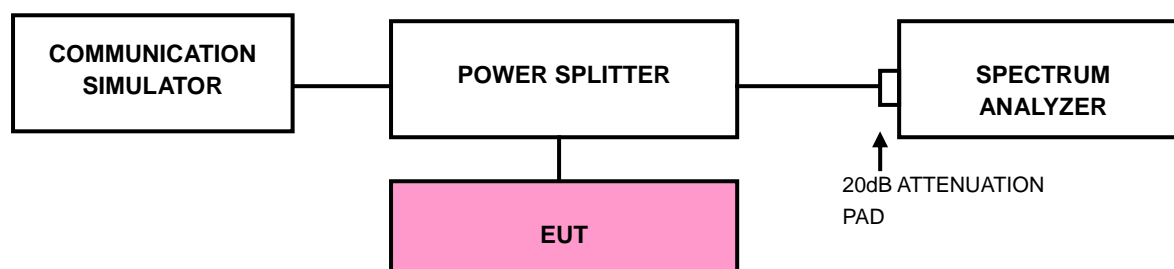 COMMUNICATION
SIMULATOR
POWER SPLITTER
SPECTRUM
ANALYZER
20dB ATTENUATION
PAD
EUT